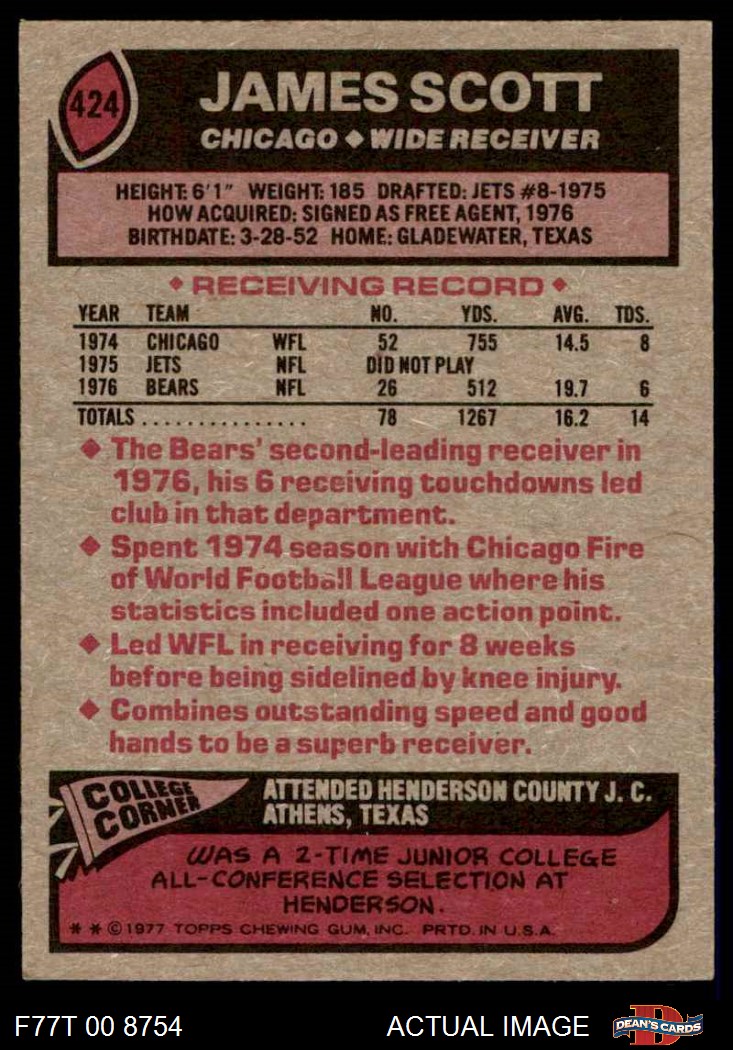 424
JAMES SCOTT
CHICAGO ◆ WIDE RECEIVER
HEIGHT: 6'1" WEIGHT: 185 DRAFTED: JETS #8-1975
HOW ACQUIRED: SIGNED AS FREE AGENT, 1976
BIRTHDATE: 3-28-52 HOME: GLADEWATER, TEXAS
◆ RECEIVING RECORD ◆
YEAR TEAM NO. YDS. AVG. TDS.
1974 CHICAGO WFL 52 755 14.5 8
1975 JETS NFL DID NOT PLAY
1976 BEARS NFL 26 512 19.7 6
TOTALS ............... 78 1267 16.2 14
◆ The Bears' second-leading receiver in
1976, his 6 receiving touchdowns led
club in that department.
◆ Spent 1974 season with Chicago Fire
of World Football League where his
statistics included one action point.
◆ Led WFL in receiving for 8 weeks
before being sidelined by knee injury.
◆ Combines outstanding speed and good
hands to be a superb receiver.
COLLEGE
CORNER
ATTENDED HENDERSON COUNTY J. C.
ATHENS, TEXAS
WAS A 2-TIME JUNIOR COLLEGE
ALL-CONFERENCE SELECTION AT
HENDERSON.
* * © 1977 TOPPS CHEWING GUM, INC. PRTD. IN U.S.A.
F77T 00 8754 ACTUAL IMAGE
D
DEAN'S CARDS